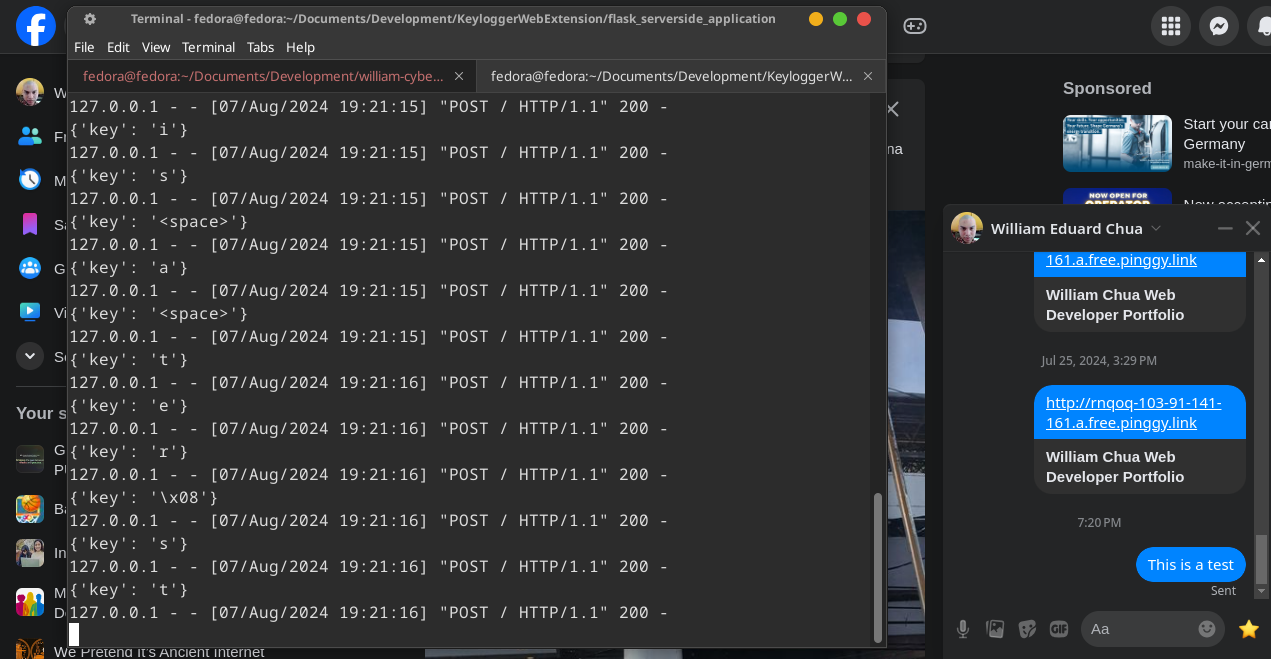 Terminal - fedora@fedora:~/Documents/Development/KeyloggerWebExtension/flask_serverside_application
File Edit View Terminal Tabs Help
fedora@fedora:~/Documents/Development/william-cybe...
fedora@fedora:~/Documents/Development/KeyloggerW...
127.0.0.1 - - [07/Aug/2024 19:21:15] "POST / HTTP/1.1" 200 -
{'key': 'i'}
127.0.0.1 - - [07/Aug/2024 19:21:15] "POST / HTTP/1.1" 200 -
{'key': 's'}
127.0.0.1 - - [07/Aug/2024 19:21:15] "POST / HTTP/1.1" 200 -
{'key': '<space>'}
127.0.0.1 - - [07/Aug/2024 19:21:15] "POST / HTTP/1.1" 200 -
{'key': 'a'}
127.0.0.1 - - [07/Aug/2024 19:21:15] "POST / HTTP/1.1" 200 -
{'key': '<space>'}
127.0.0.1 - - [07/Aug/2024 19:21:15] "POST / HTTP/1.1" 200 -
{'key': 't'}
127.0.0.1 - - [07/Aug/2024 19:21:16] "POST / HTTP/1.1" 200 -
{'key': 'e'}
127.0.0.1 - - [07/Aug/2024 19:21:16] "POST / HTTP/1.1" 200 -
{'key': 'r'}
127.0.0.1 - - [07/Aug/2024 19:21:16] "POST / HTTP/1.1" 200 -
{'key': '\x08'}
127.0.0.1 - - [07/Aug/2024 19:21:16] "POST / HTTP/1.1" 200 -
{'key': 's'}
127.0.0.1 - - [07/Aug/2024 19:21:16] "POST / HTTP/1.1" 200 -
{'key': 't'}
127.0.0.1 - - [07/Aug/2024 19:21:16] "POST / HTTP/1.1" 200 -
Your s
We Pretend It's Ancient Internet
na
Sponsored
Start your ca
Germany
make-it-in-germ
NOW OPEN FOR
William Eduard Chua
161.a.free.pinggy.link
William Chua Web
Developer Portfolio
Jul 25, 2024, 3:29 PM
http://rnqoq-103-91-141-
161.a.free.pinggy.link
William Chua Web
Developer Portfolio
7:20 PM
This is a test
Sent
GIF
Aa